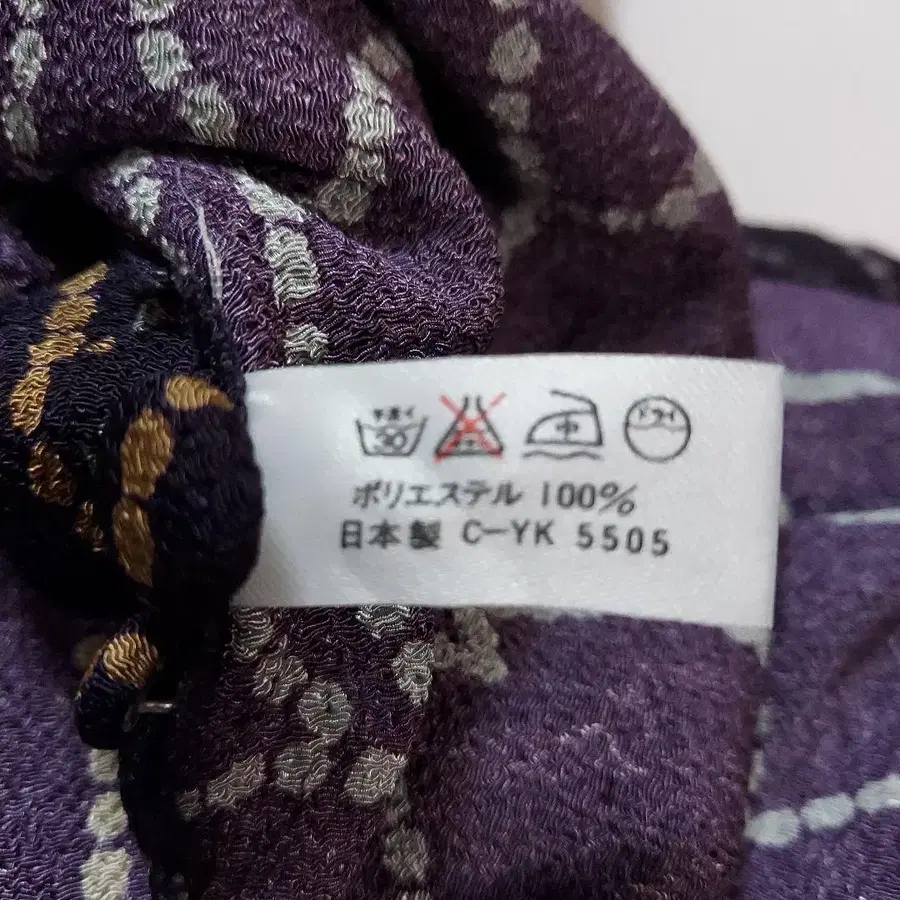 手洗イ 30 中 ドライ
ポリエステル 100%
日本製 C-YK 5505